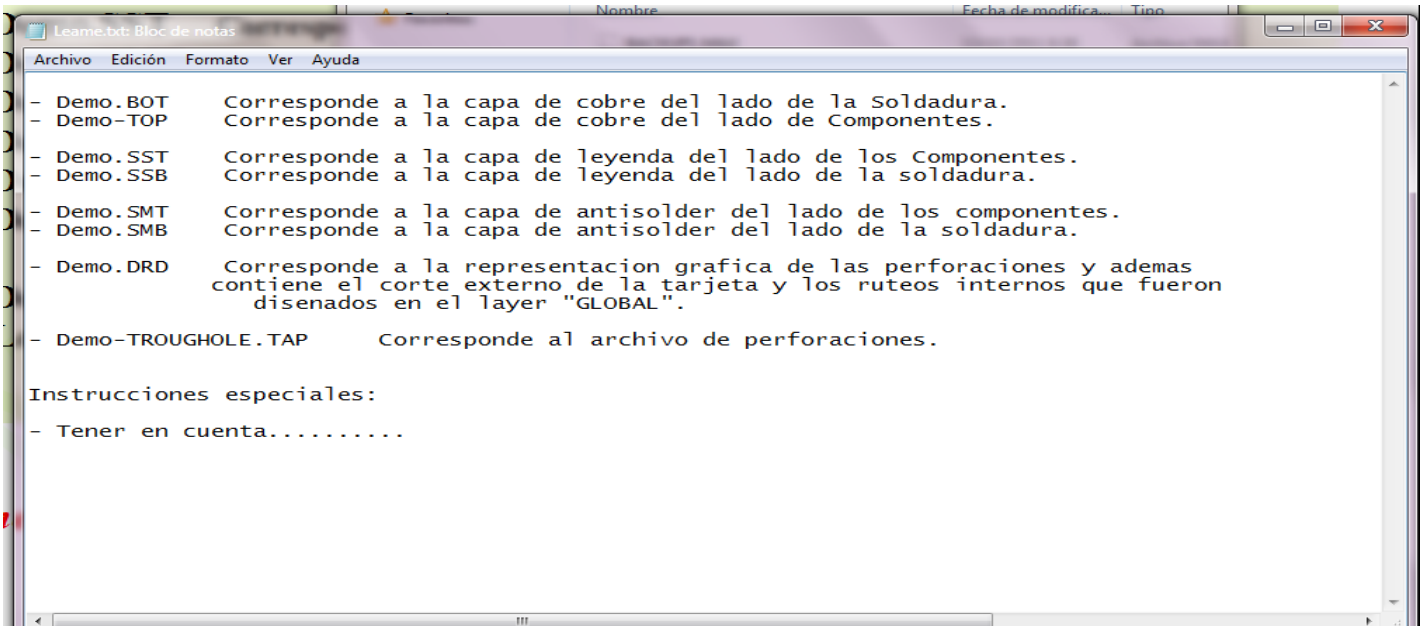 Nombre Fecha de modifica... Tipo
Leame.txt: Bloc de notas
Archivo Edición Formato Ver Ayuda
- Demo.BOT Corresponde a la capa de cobre del lado de la Soldadura.
- Demo-TOP Corresponde a la capa de cobre del lado de Componentes.
- Demo.SST Corresponde a la capa de leyenda del lado de los Componentes.
- Demo.SSB Corresponde a la capa de leyenda del lado de la soldadura.
- Demo.SMT Corresponde a la capa de antisolder del lado de los componentes.
- Demo.SMB Corresponde a la capa de antisolder del lado de la soldadura.
- Demo.DRD Corresponde a la representacion grafica de las perforaciones y ademas
contiene el corte externo de la tarjeta y los ruteos internos que fueron
disenados en el layer "GLOBAL".
- Demo-TROUGHOLE.TAP Corresponde al archivo de perforaciones.
Instrucciones especiales:
- Tener en cuenta..........